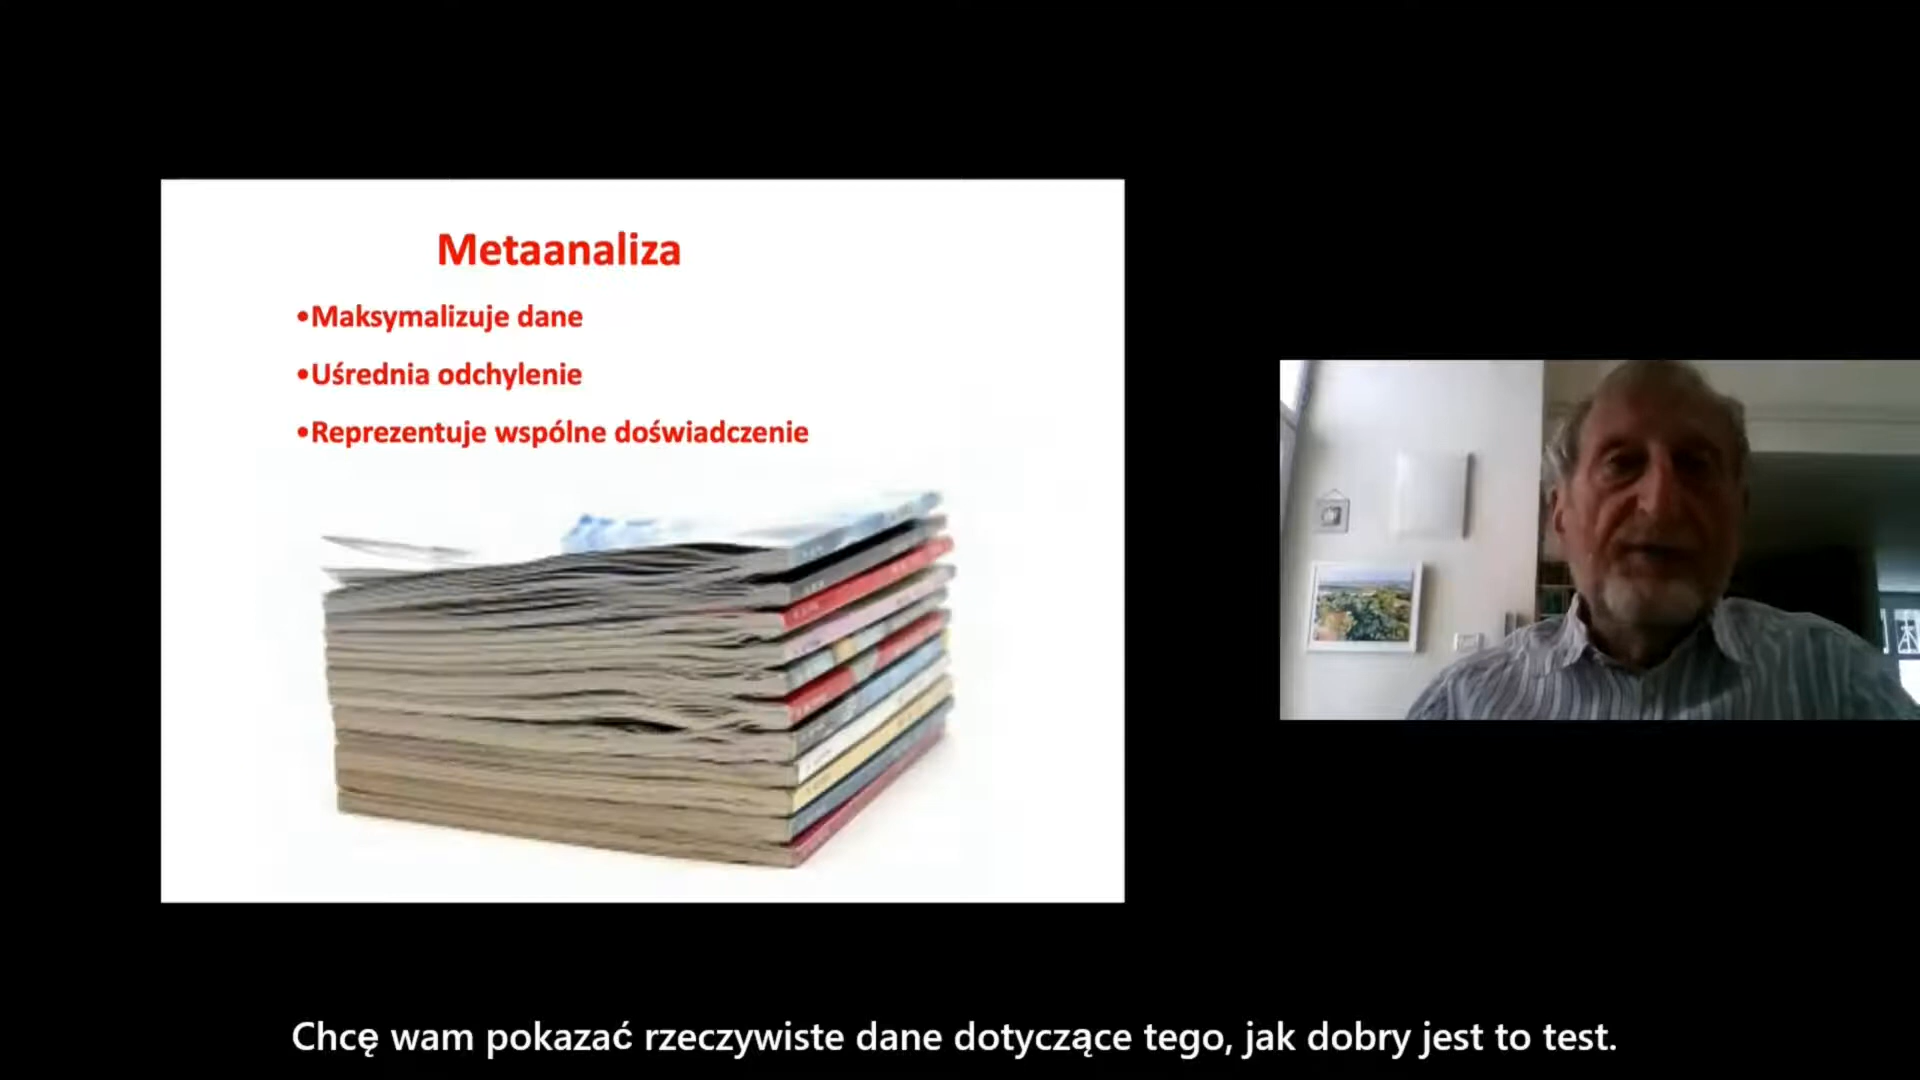 Metaanaliza
•Maksymalizuje dane
•Uśrednia odchylenie
•Reprezentuje wspólne doświadczenie
Chcę wam pokazać rzeczywiste dane dotyczące tego, jak dobry jest to test.